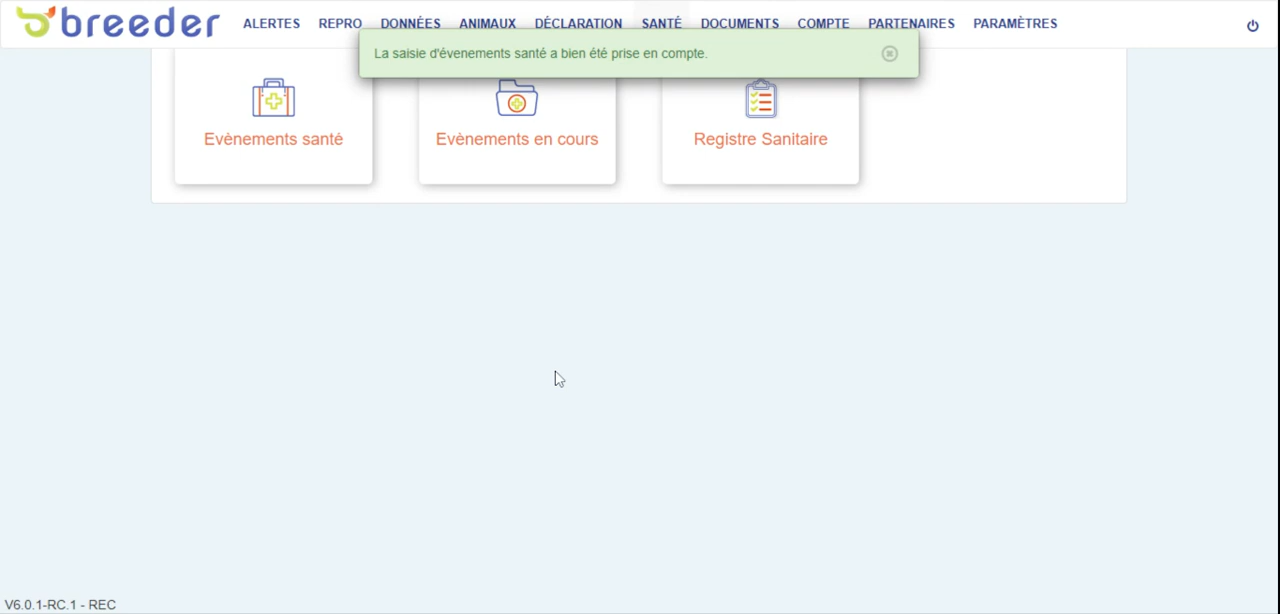 breeder ALERTES REPRO DONNÉES ANIMAUX DÉCLARATION SANTÉ DOCUMENTS COMPTE PARTENAIRES PARAMÈTRES
La saisie d'évenements santé a bien été prise en compte.
Evènements santé Evènements en cours Registre Sanitaire
V6.0.1-RC.1 - REC